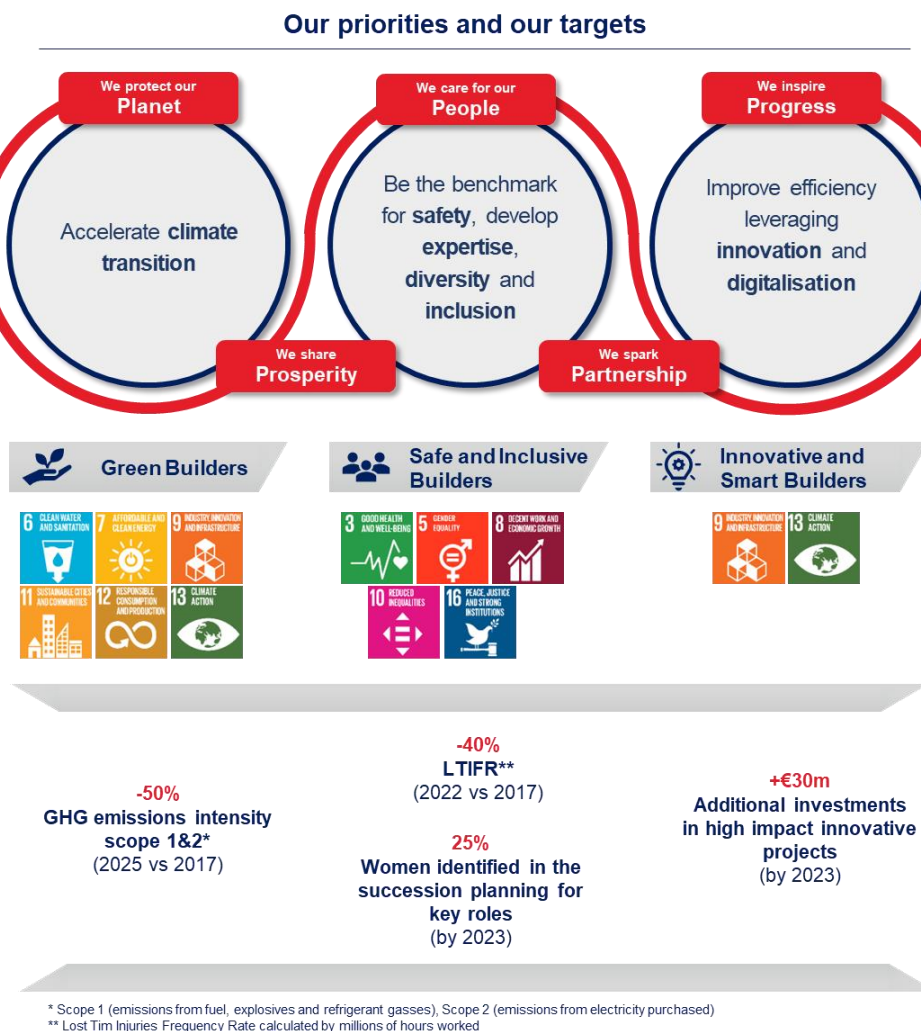 Our priorities and our targets
We protect our
Planet
We care for our
People
We inspire
Progress
Accelerate climate
transition
Be the benchmark
for safety, develop
expertise,
diversity and
inclusion
Improve efficiency
leveraging
innovation and
digitalisation
We share
Prosperity
We spark
Partnership
Green Builders
Safe and Inclusive
Builders
Innovative and
Smart Builders
6 CLEAN WATER
AND SANITATION
7 AFFORDABLE AND
CLEAN ENERGY
9 INDUSTRY, INNOVATION
AND INFRASTRUCTURE
11 SUSTAINABLE CITIES
AND COMMUNITIES
12 RESPONSIBLE
CONSUMPTION
AND PRODUCTION
13 CLIMATE
ACTION
3 GOOD HEALTH
AND WELL-BEING
5 GENDER
EQUALITY
8 DECENT WORK AND
ECONOMIC GROWTH
10 REDUCED
INEQUALITIES
16 PEACE, JUSTICE
AND STRONG
INSTITUTIONS
9 INDUSTRY, INNOVATION
AND INFRASTRUCTURE
13 CLIMATE
ACTION
-50%
GHG emissions intensity
scope 1&2*
(2025 vs 2017)
-40%
LTIFR**
(2022 vs 2017)
25%
Women identified in the
succession planning for
key roles
(by 2023)
+€30m
Additional investments
in high impact innovative
projects
(by 2023)
* Scope 1 (emissions from fuel, explosives and refrigerant gasses), Scope 2 (emissions from electricity purchased)
** Lost Tim Injuries Frequency Rate calculated by millions of hours worked